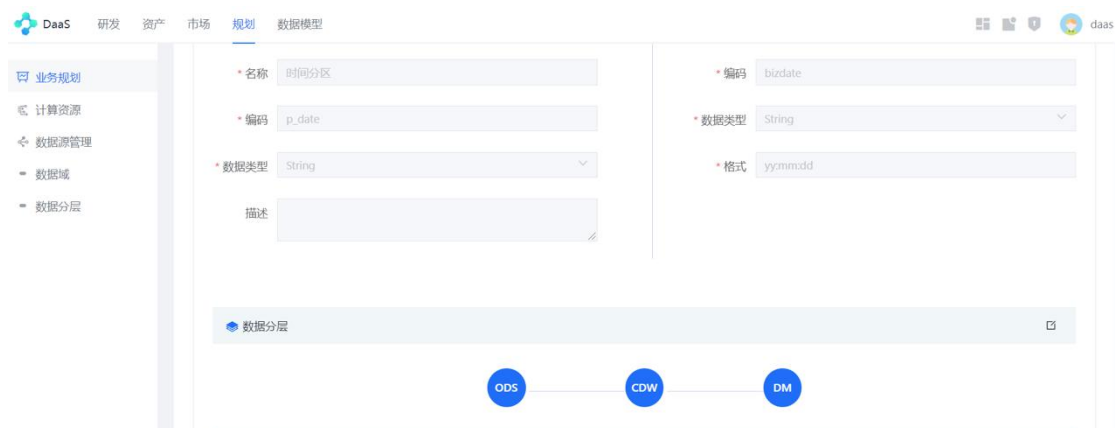 DaaS 研发 资产 市场 规划 数据模型 daas
业务规划
计算资源
数据源管理
数据域
数据分层
* 名称 时间分区 * 编码 bizdate
* 编码 p_date * 数据类型 String
* 数据类型 String * 格式 yy:mm:dd
描述
数据分层
ODS CDW DM